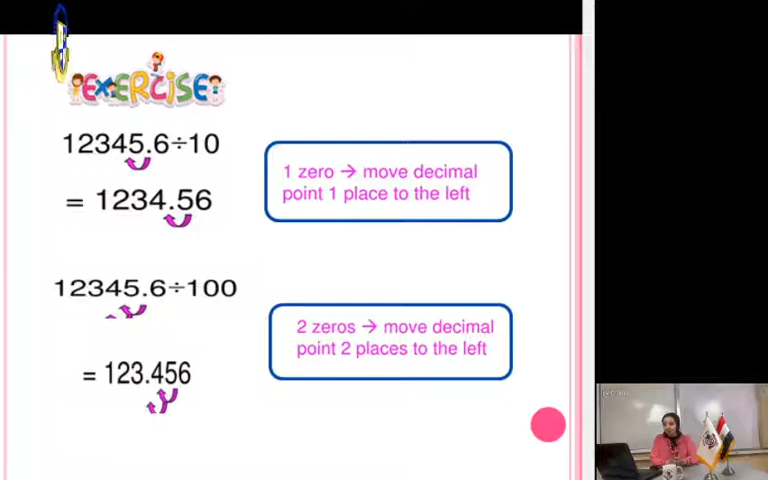 EXERCISE
12345.6÷10
1 zero → move decimal
point 1 place to the left
= 1234.56
12345.6÷100
2 zeros → move decimal
point 2 places to the left
= 123.456